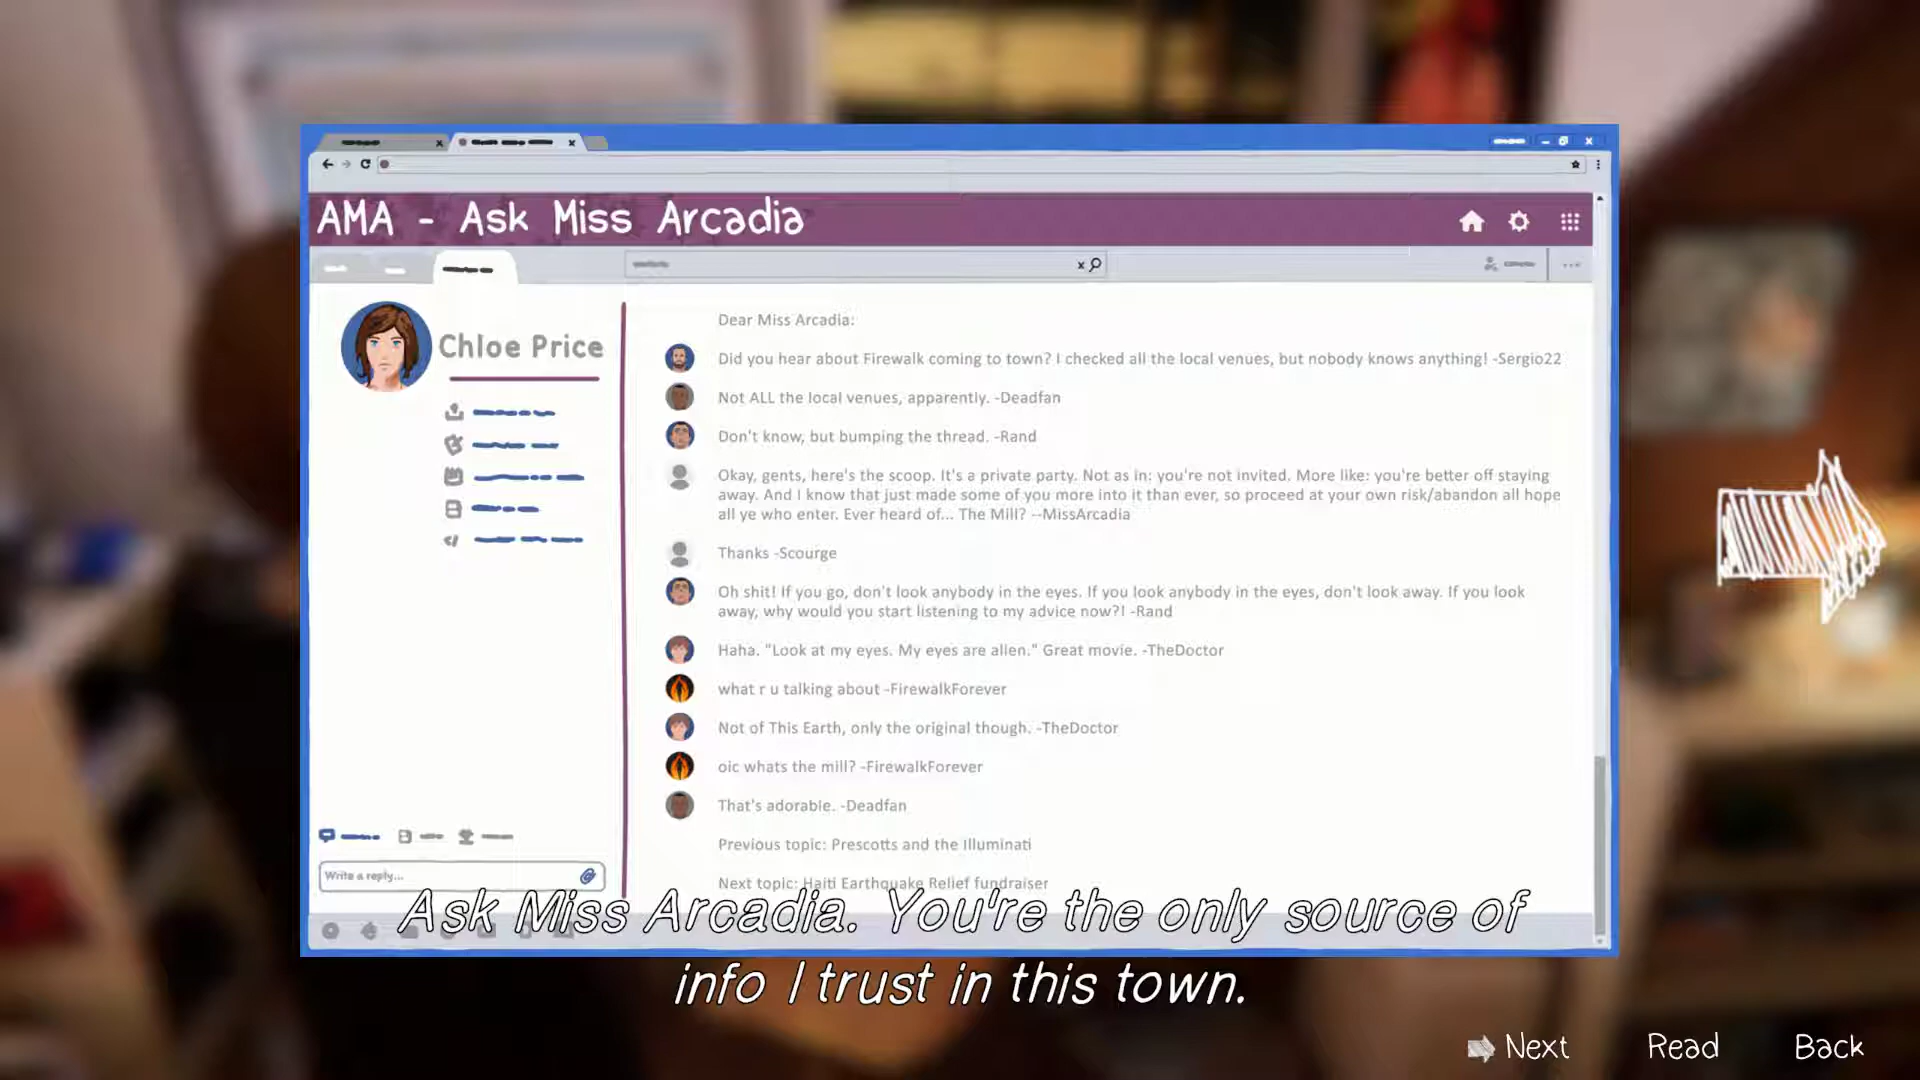 AMA - Ask Miss Arcadia
Chloe Price
Dear Miss Arcadia:
Did you hear about Firewalk coming to town? I checked all the local venues, but nobody knows anything! -Sergio22
Not ALL the local venues, apparently. -Deadfan
Don't know, but bumping the thread. -Rand
Okay, gents, here's the scoop. It's a private party. Not as in: you're not invited. More like: you're better off staying
away. And I know that just made some of you more into it than ever, so proceed at your own risk/abandon all hope
all ye who enter. Ever heard of... The Mill? --MissArcadia
Thanks -Scourge
Oh shit! If you go, don't look anybody in the eyes. If you look anybody in the eyes, don't look away. If you look
away, why would you start listening to my advice now?! -Rand
Haha. "Look at my eyes. My eyes are alien." Great movie. -TheDoctor
what r u talking about -FirewalkForever
Not of This Earth, only the original though. -TheDoctor
oic whats the mill? -FirewalkForever
That's adorable. -Deadfan
Previous topic: Prescotts and the Illuminati
Next topic: Haiti Earthquake Relief fundraiser
Write a reply...
Ask Miss Arcadia. You're the only source of
info I trust in this town.
Next Read Back